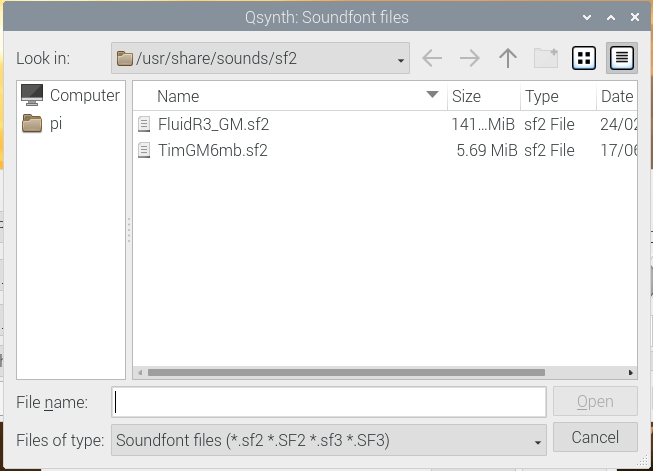 Qsynth: Soundfont files
Look in: /usr/share/sounds/sf2
Computer
pi
Name Size Type Date
FluidR3_GM.sf2 141...MiB sf2 File 24/02
TimGM6mb.sf2 5.69 MiB sf2 File 17/06
File name: Open
Files of type: Soundfont files (*.sf2 *.SF2 *.sf3 *.SF3) Cancel